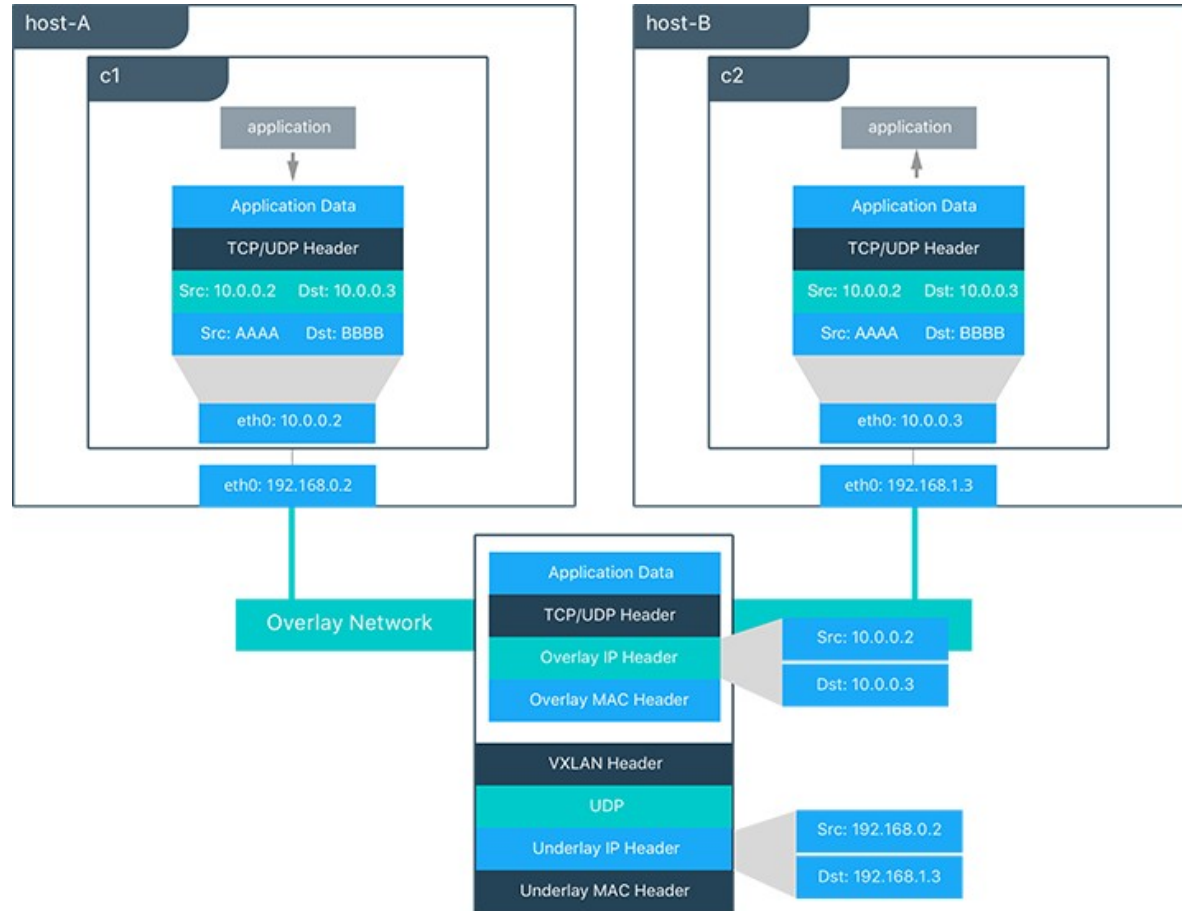 host-A
c1
application
Application Data
TCP/UDP Header
Src: 10.0.0.2 Dst: 10.0.0.3
Src: AAAA Dst: BBBB
eth0: 10.0.0.2
eth0: 192.168.0.2
host-B
c2
application
Application Data
TCP/UDP Header
Src: 10.0.0.2 Dst: 10.0.0.3
Src: AAAA Dst: BBBB
eth0: 10.0.0.3
eth0: 192.168.1.3
Overlay Network
Application Data
TCP/UDP Header
Overlay IP Header
Overlay MAC Header
Src: 10.0.0.2
Dst: 10.0.0.3
VXLAN Header
UDP
Underlay IP Header
Underlay MAC Header
Src: 192.168.0.2
Dst: 192.168.1.3